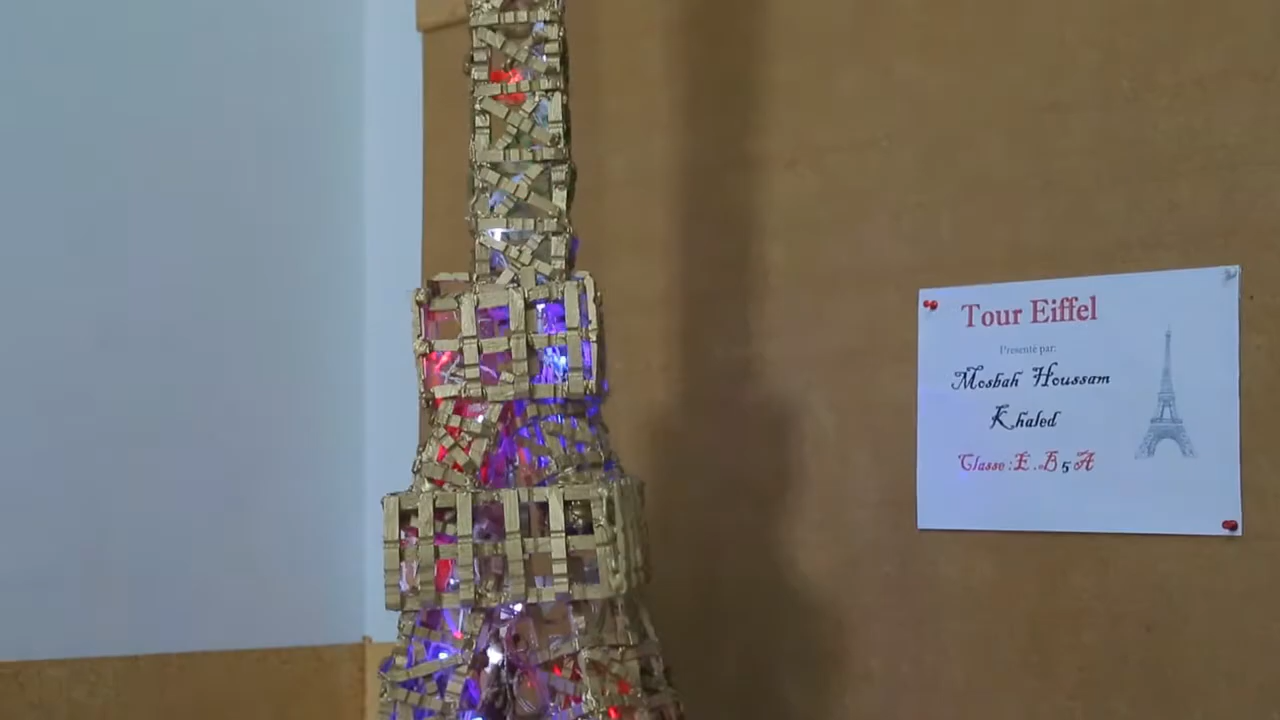 Tour Eiffel
Presenté par:
Mosbah Houssam
Khaled
Classe :E .B 5 A